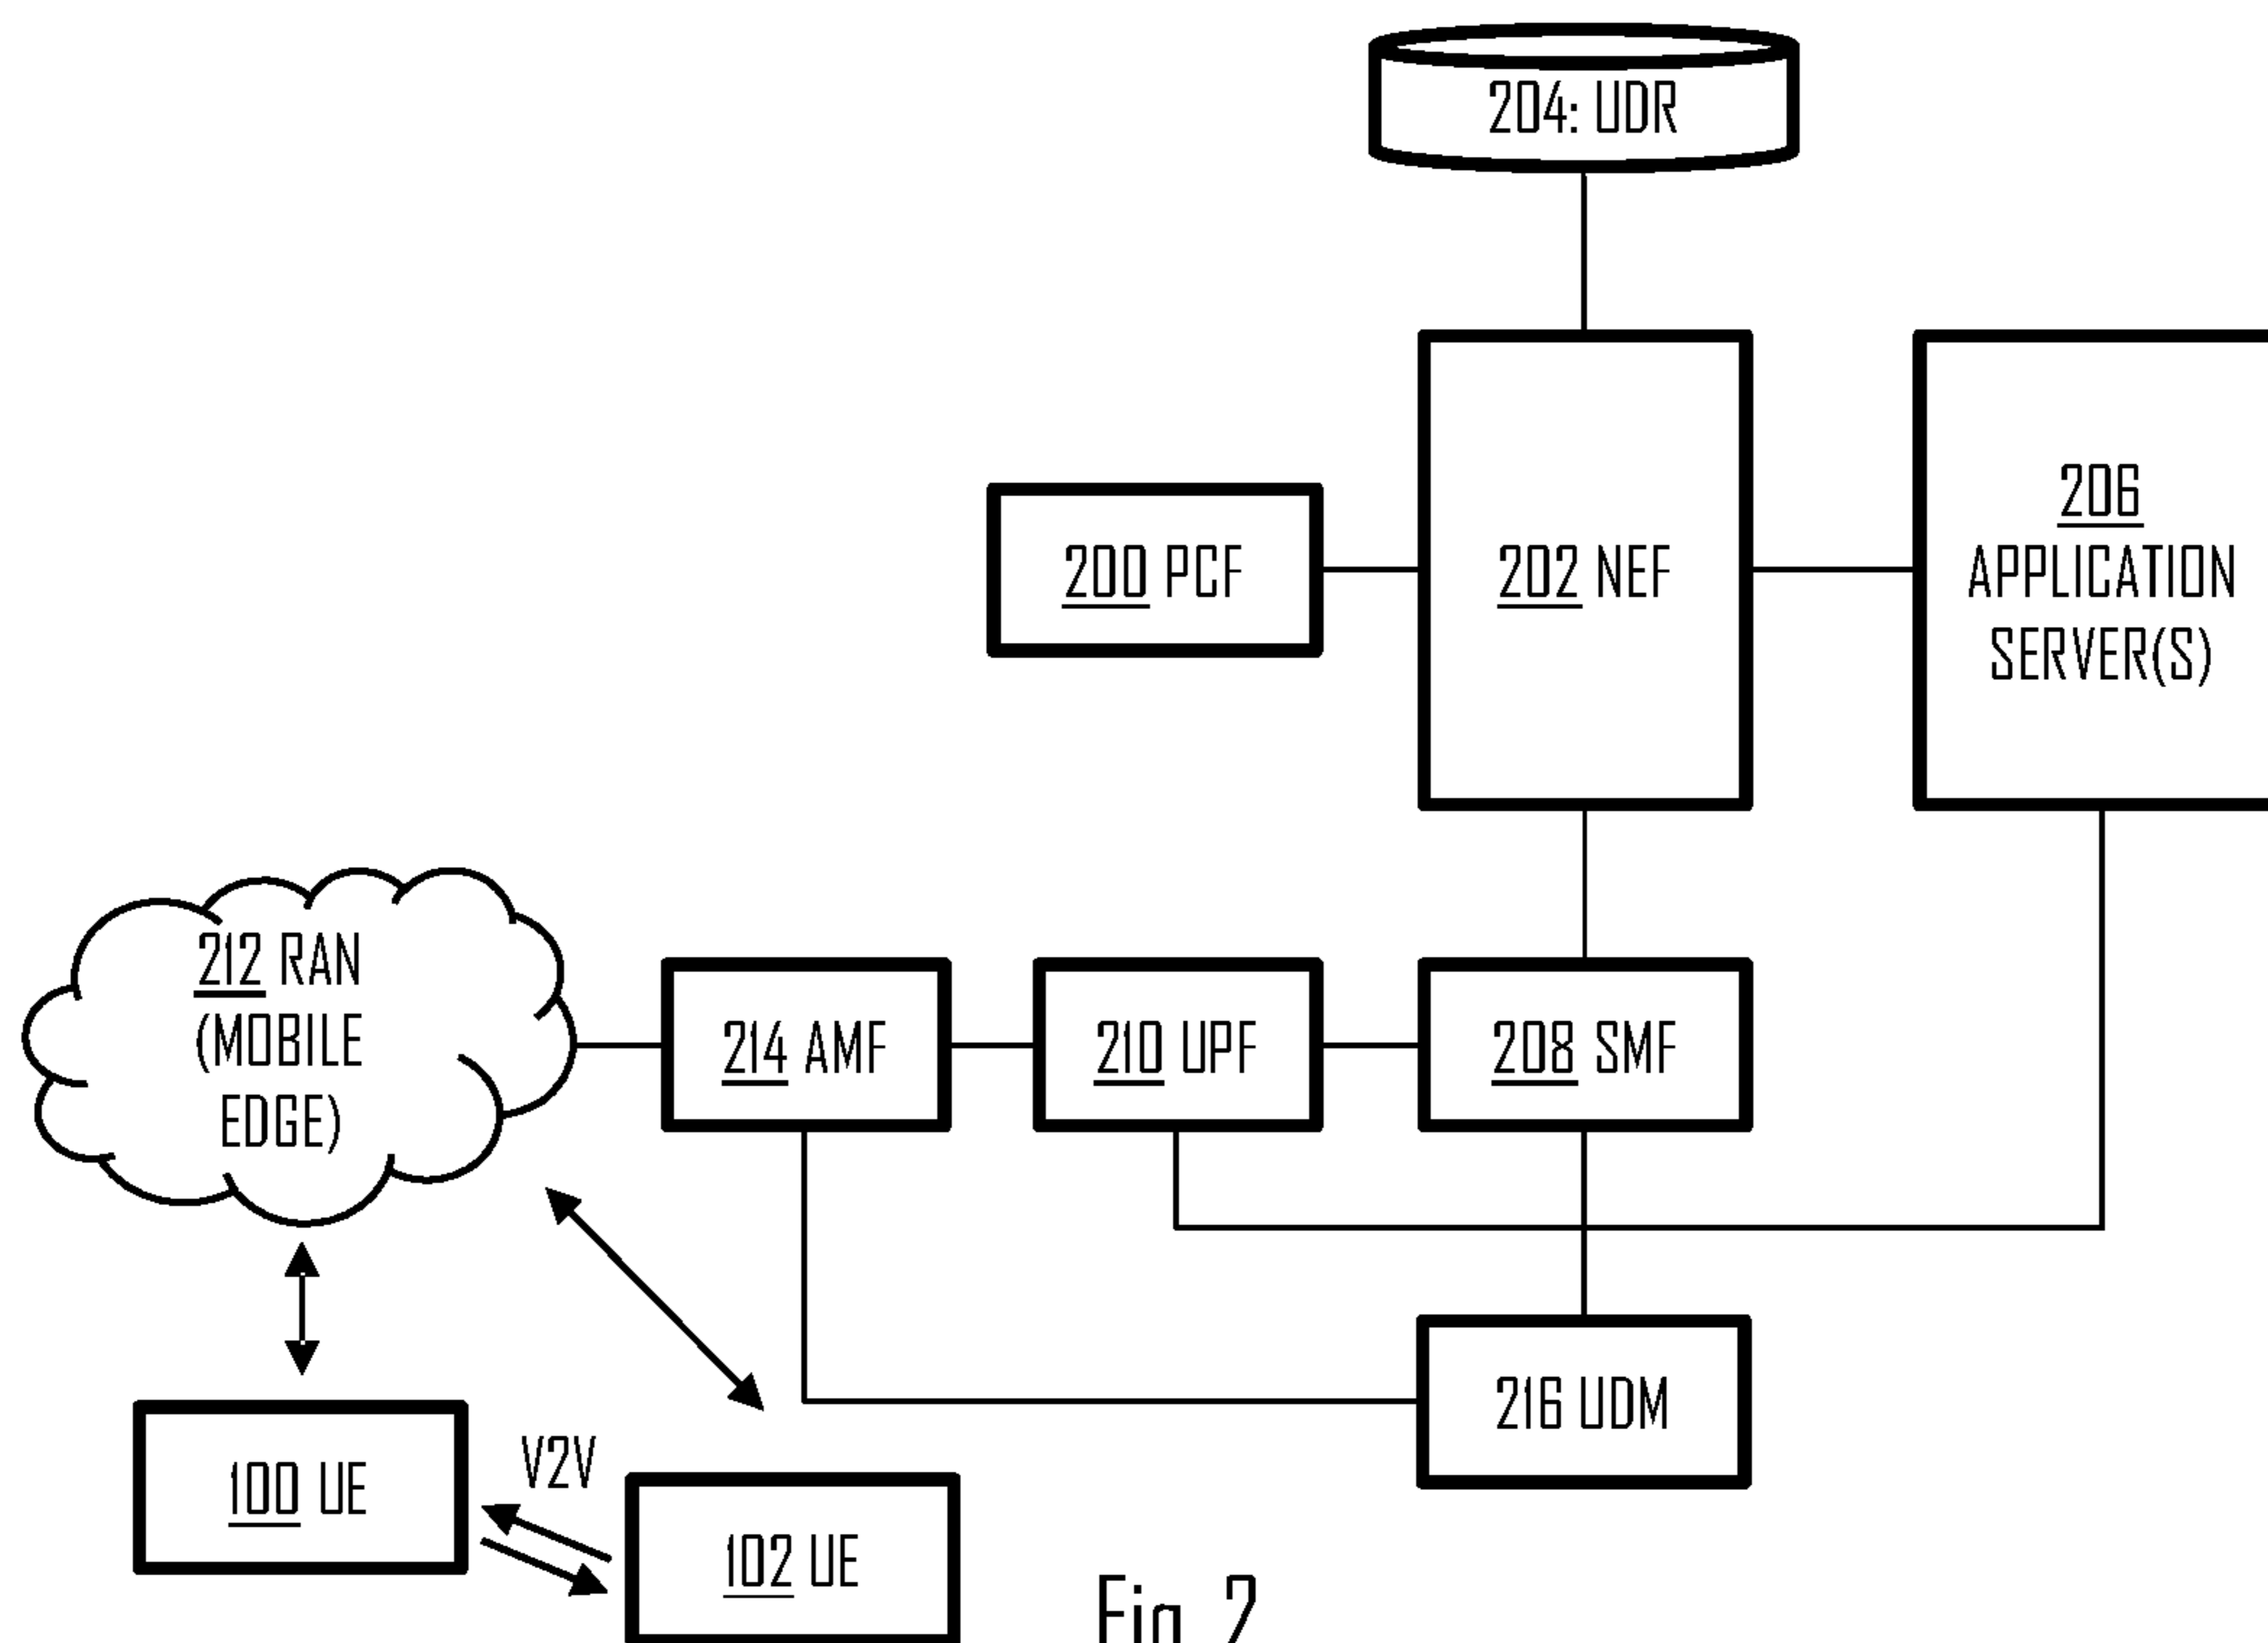 204: UDR
200 PCF
202 NEF
206
APPLICATION
SERVER(S)
212 RAN
(MOBILE
EDGE)
214 AMF
210 UPF
208 SMF
216 UDM
100 UE
V2V
102 UE
Fig 2